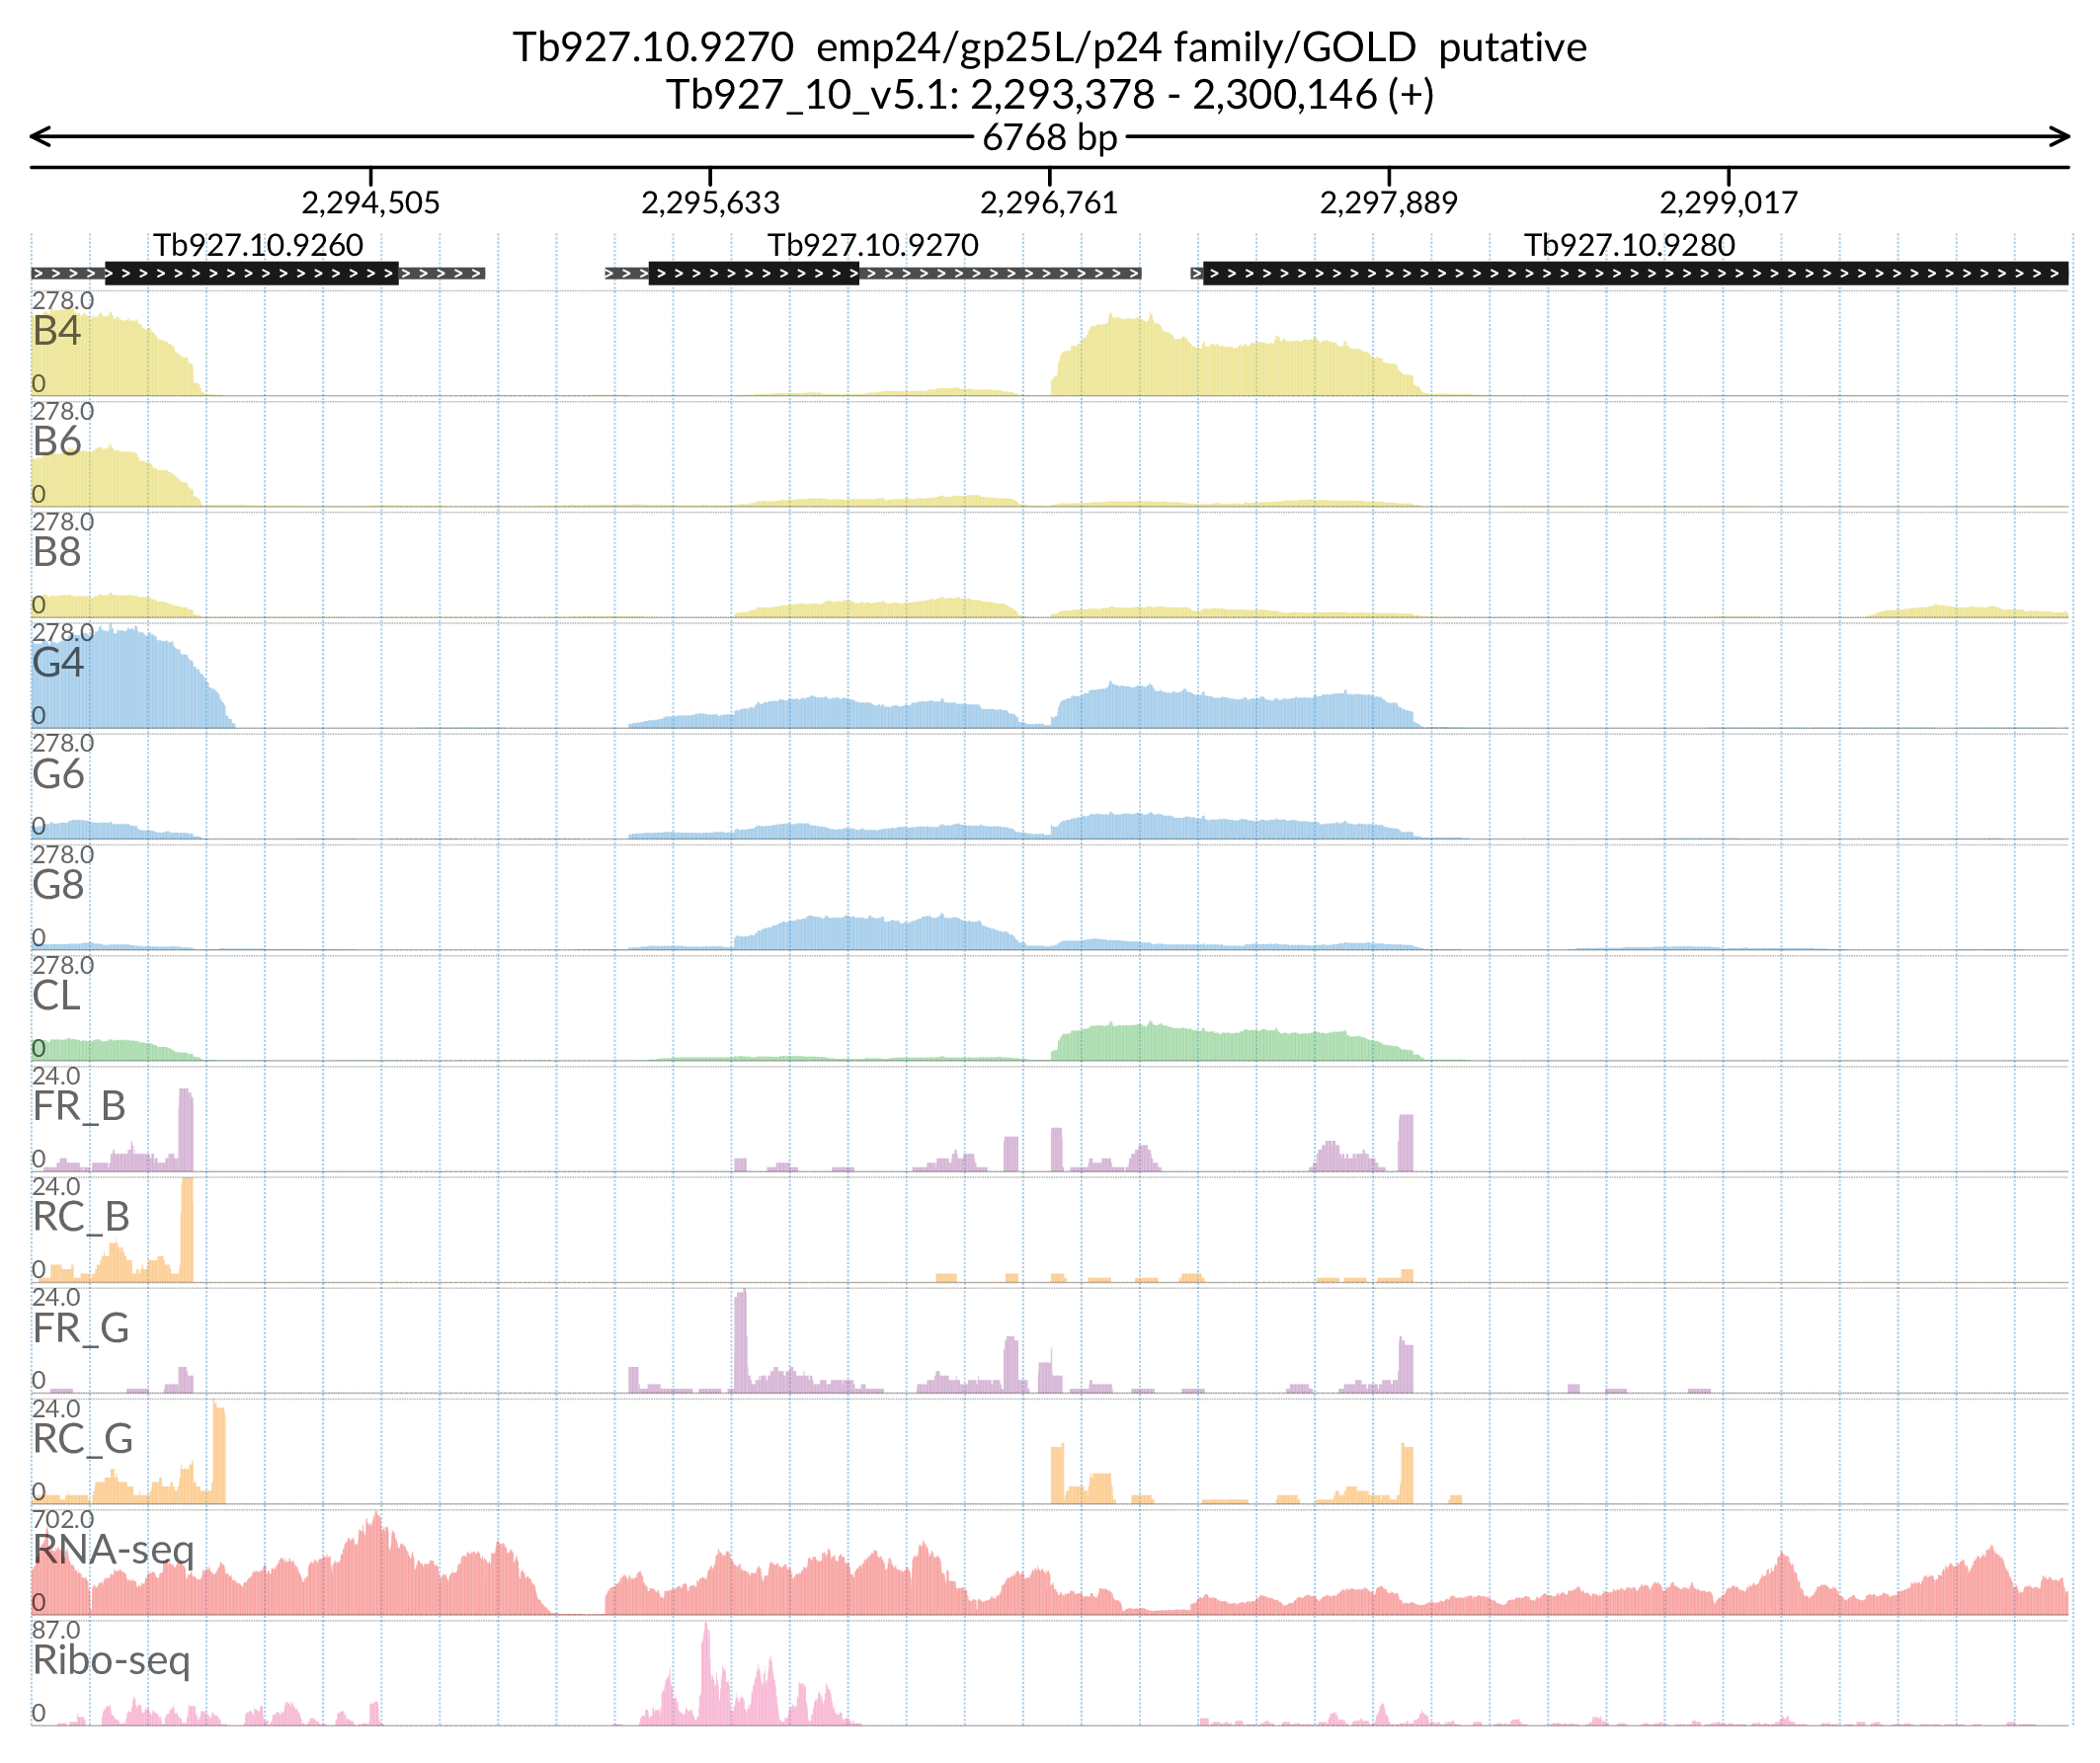 Tb927.10.9270 emp24/gp25L/p24 family/GOLD putative
Tb927_10_v5.1: 2,293,378 - 2,300,146 (+)
6768 bp
2,294,505 2,295,633 2,296,761 2,297,889 2,299,017
Tb927.10.9260 Tb927.10.9270 Tb927.10.9280
278.0
B4
0
278.0
B6
0
278.0
B8
0
278.0
G4
0
278.0
G6
0
278.0
G8
0
278.0
CL
0
24.0
FR_B
0
24.0
RC_B
0
24.0
FR_G
0
24.0
RC_G
0
702.0
RNA-seq
0
87.0
Ribo-seq
0